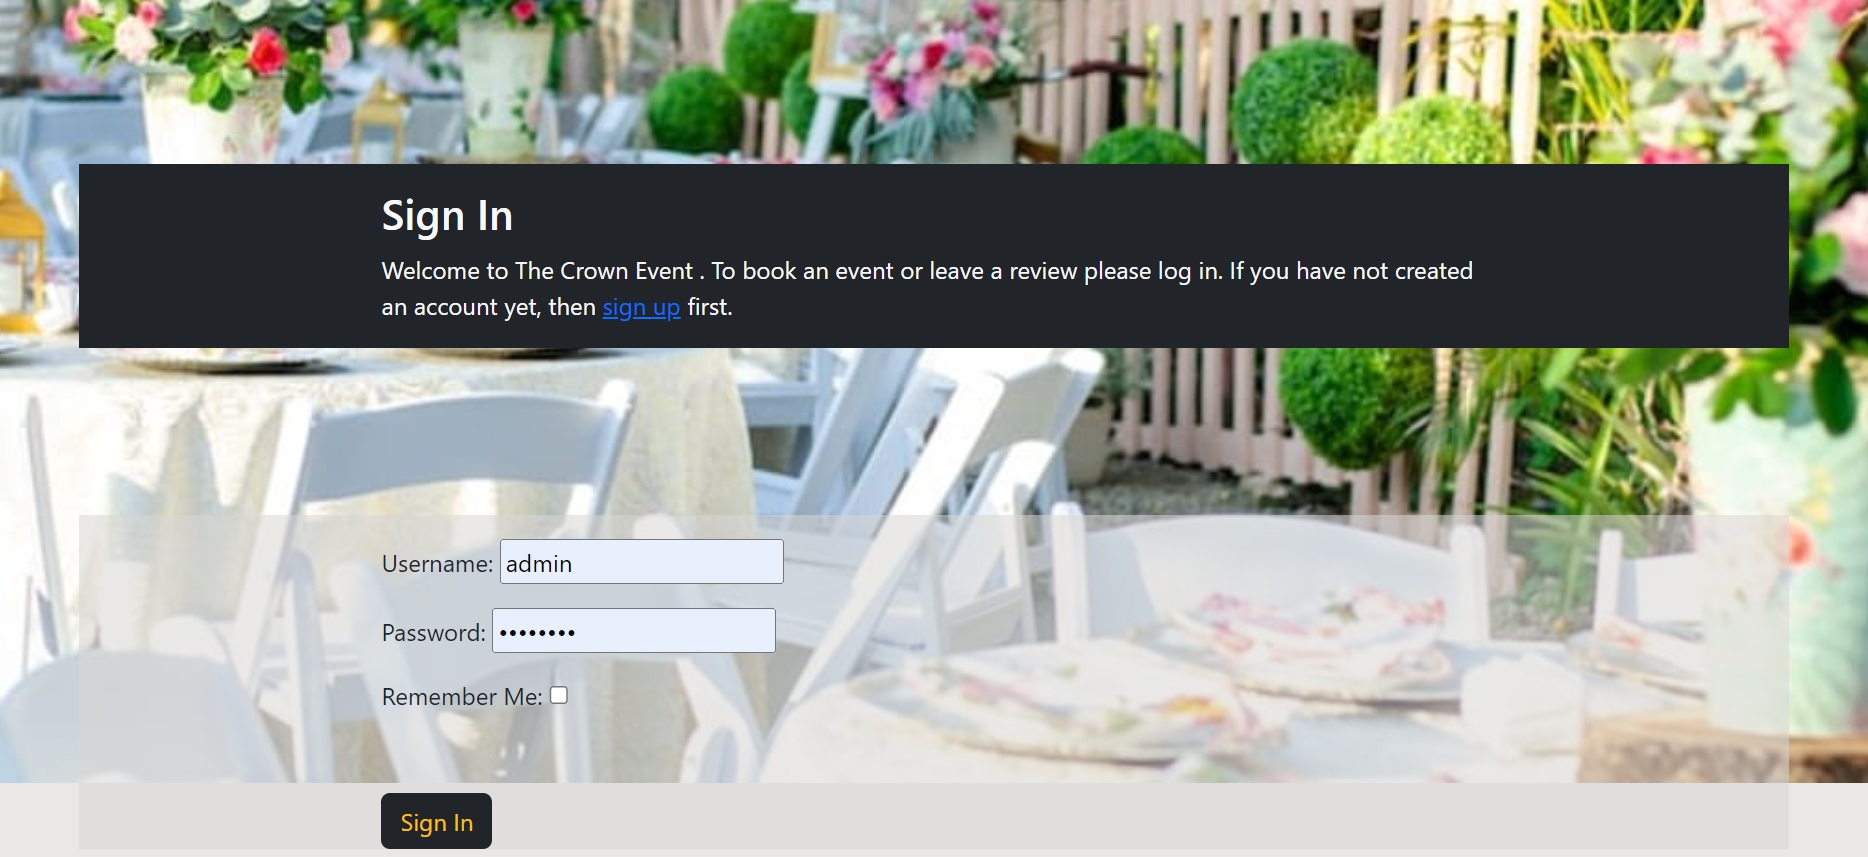 Sign In
Welcome to The Crown Event . To book an event or leave a review please log in. If you have not created
an account yet, then sign up first.
Username: admin
Password: ••••••••
Remember Me:
Sign In